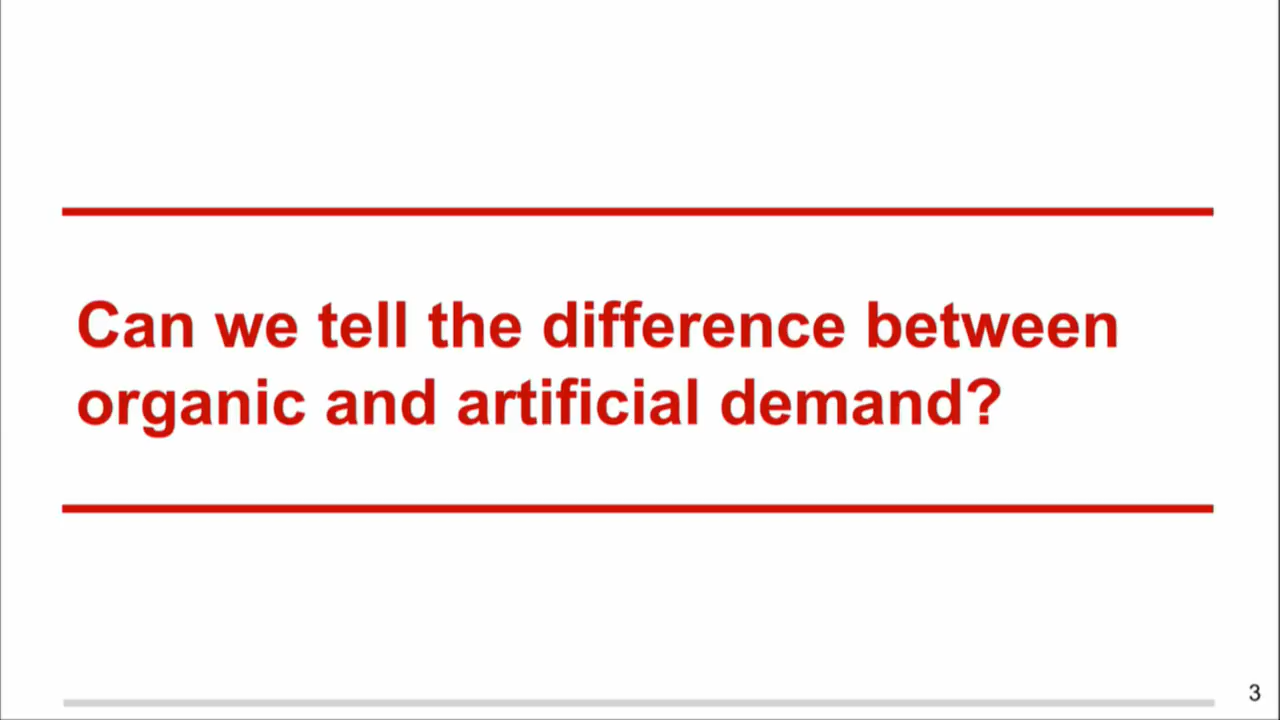 Can we tell the difference between
organic and artificial demand?
3